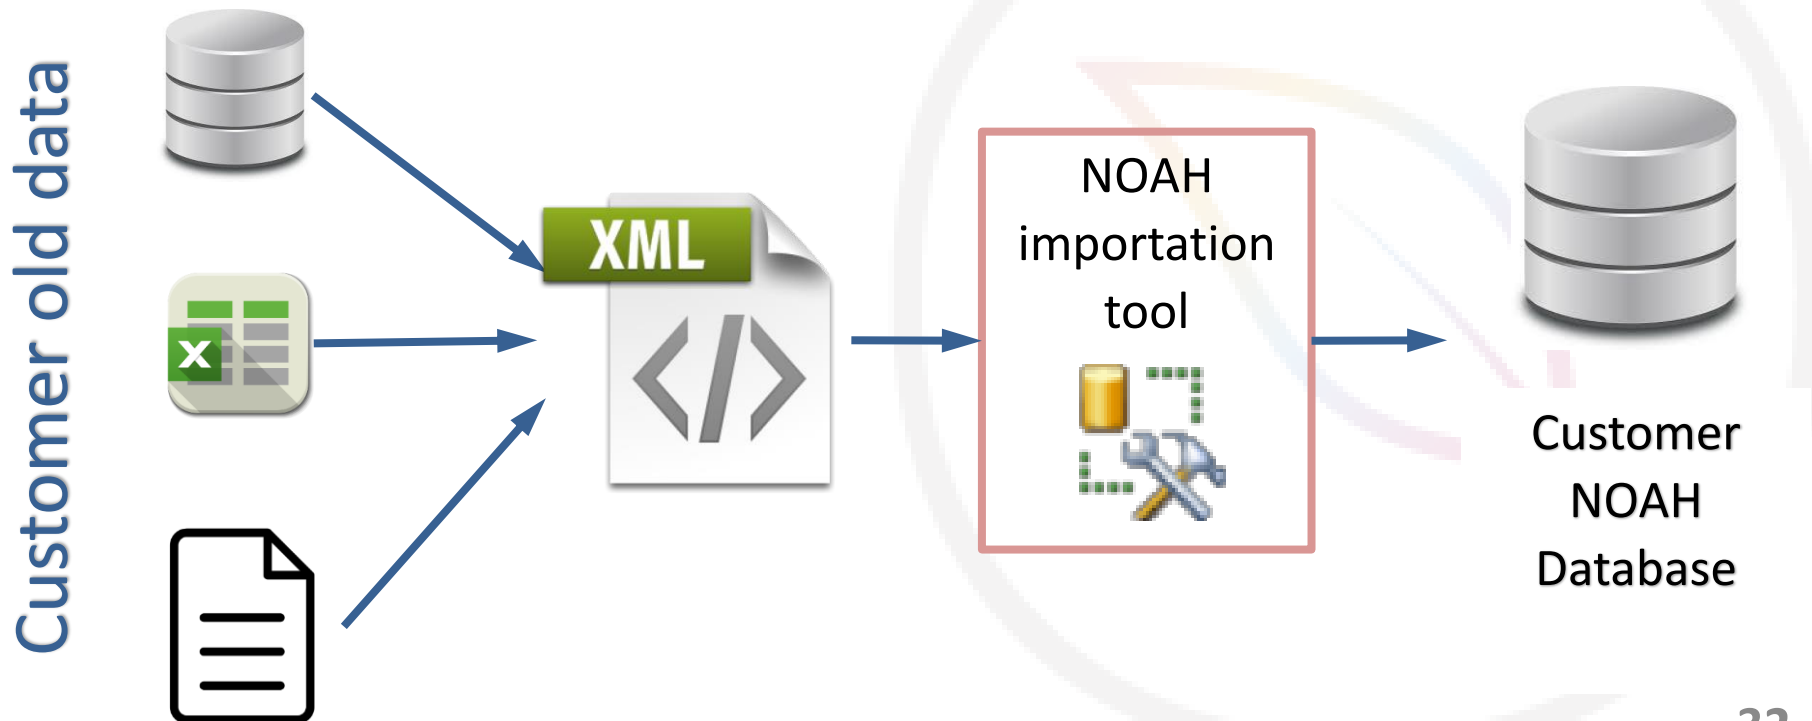 Customer old data
X
XML
</>
NOAH
importation
tool
Customer
NOAH
Database